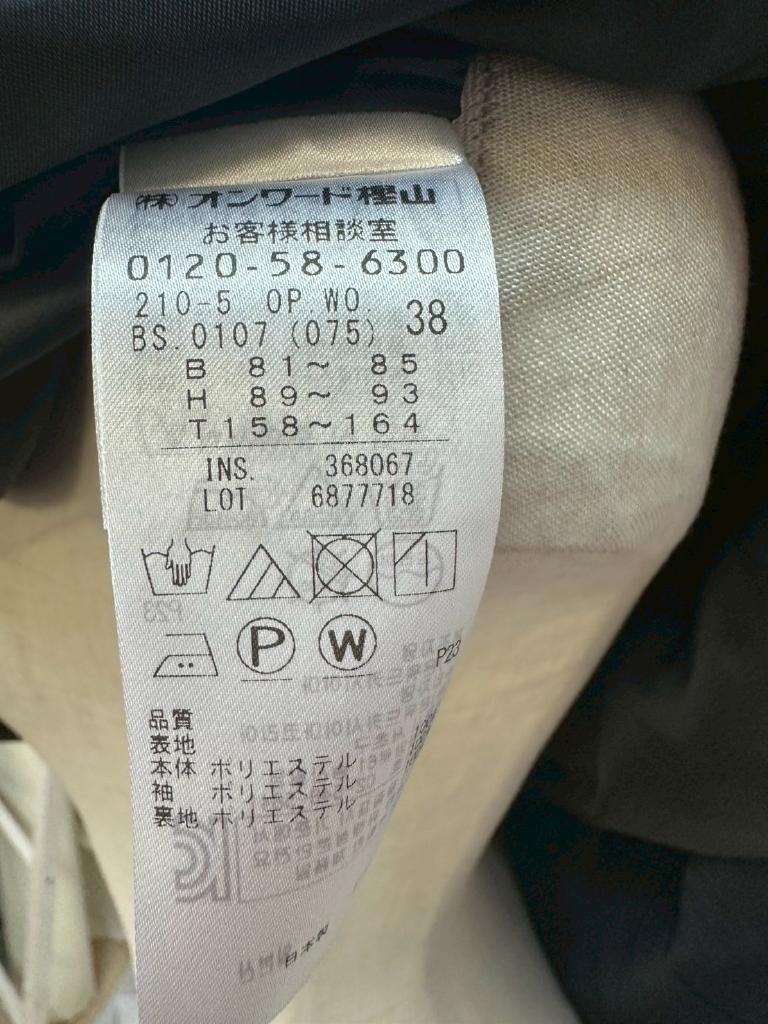 ㈱オンワード樫山
お客様相談室
0120-58-6300
210-5 OP WO.
BS.0107 (075) 38
B 81～ 85
H 89～ 93
T158～164
INS. 368067
LOT 6877718
P W
P23
品質
表地
本体 ポリエステル
袖 ポリエステル
裏地 ポリエステル
日本製